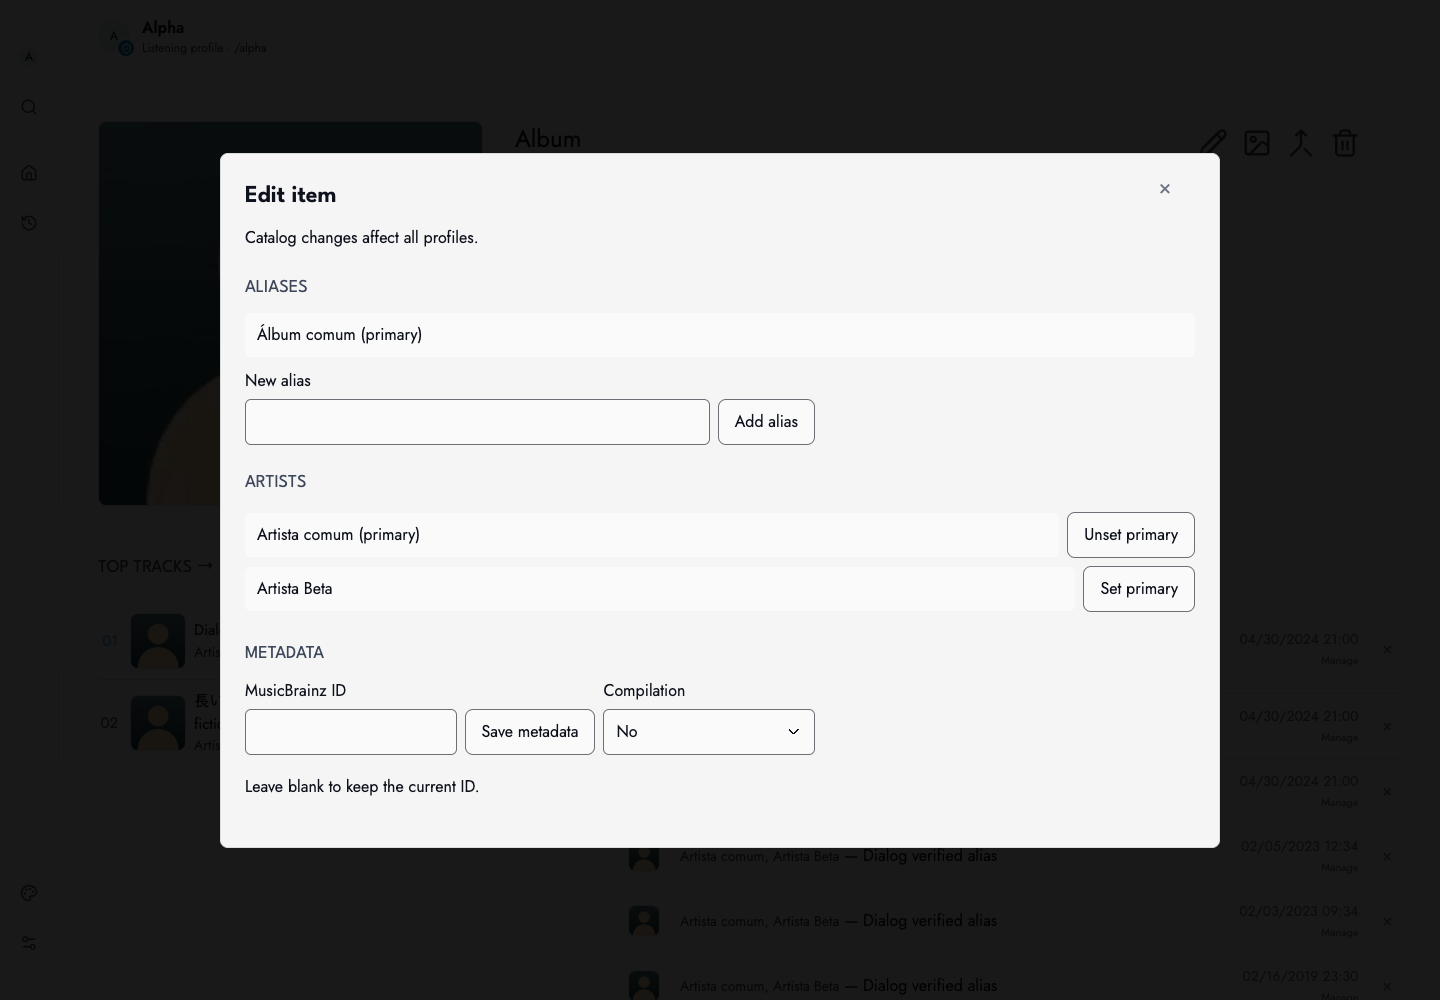 A
Alpha
Listening profile · /alpha
A
Album
Edit item
×
Catalog changes affect all profiles.
ALIASES
Álbum comum (primary)
New alias
Add alias
ARTISTS
Artista comum (primary)
Unset primary
Artista Beta
Set primary
METADATA
MusicBrainz ID
Compilation
Save metadata
No
Leave blank to keep the current ID.
TOP TRACKS →
01
02
04/30/2024 21:00
Manage
×
04/30/2024 21:00
Manage
×
04/30/2024 21:00
Manage
×
Artista comum, Artista Beta — Dialog verified alias
02/05/2023 12:34
Manage
×
Artista comum, Artista Beta — Dialog verified alias
02/03/2023 09:34
Manage
×
Artista comum, Artista Beta — Dialog verified alias
02/16/2019 23:30
Manage
×